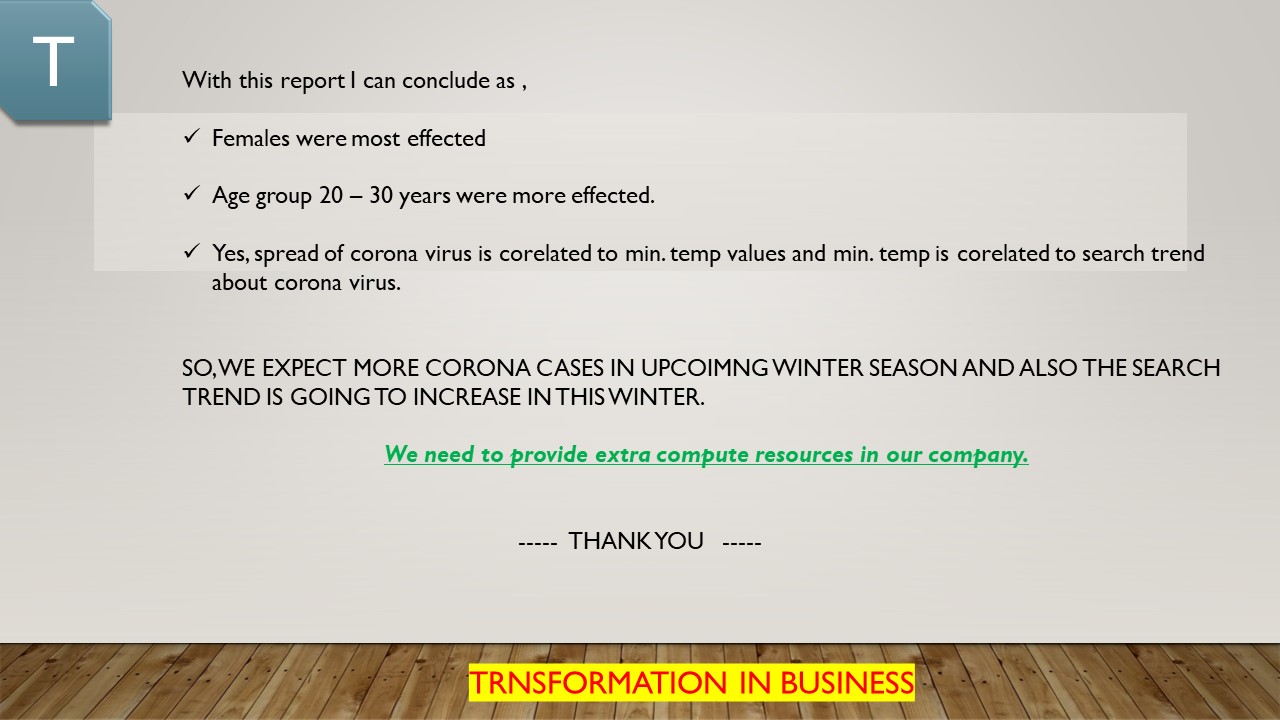 T
With this report I can conclude as ,
✓ Females were most effected
✓ Age group 20 – 30 years were more effected.
✓ Yes, spread of corona virus is corelated to min. temp values and min. temp is corelated to search trend
about corona virus.
SO, WE EXPECT MORE CORONA CASES IN UPCOIMNG WINTER SEASON AND ALSO THE SEARCH
TREND IS GOING TO INCREASE IN THIS WINTER.
We need to provide extra compute resources in our company.
----- THANK YOU -----
TRNSFORMATION IN BUSINESS